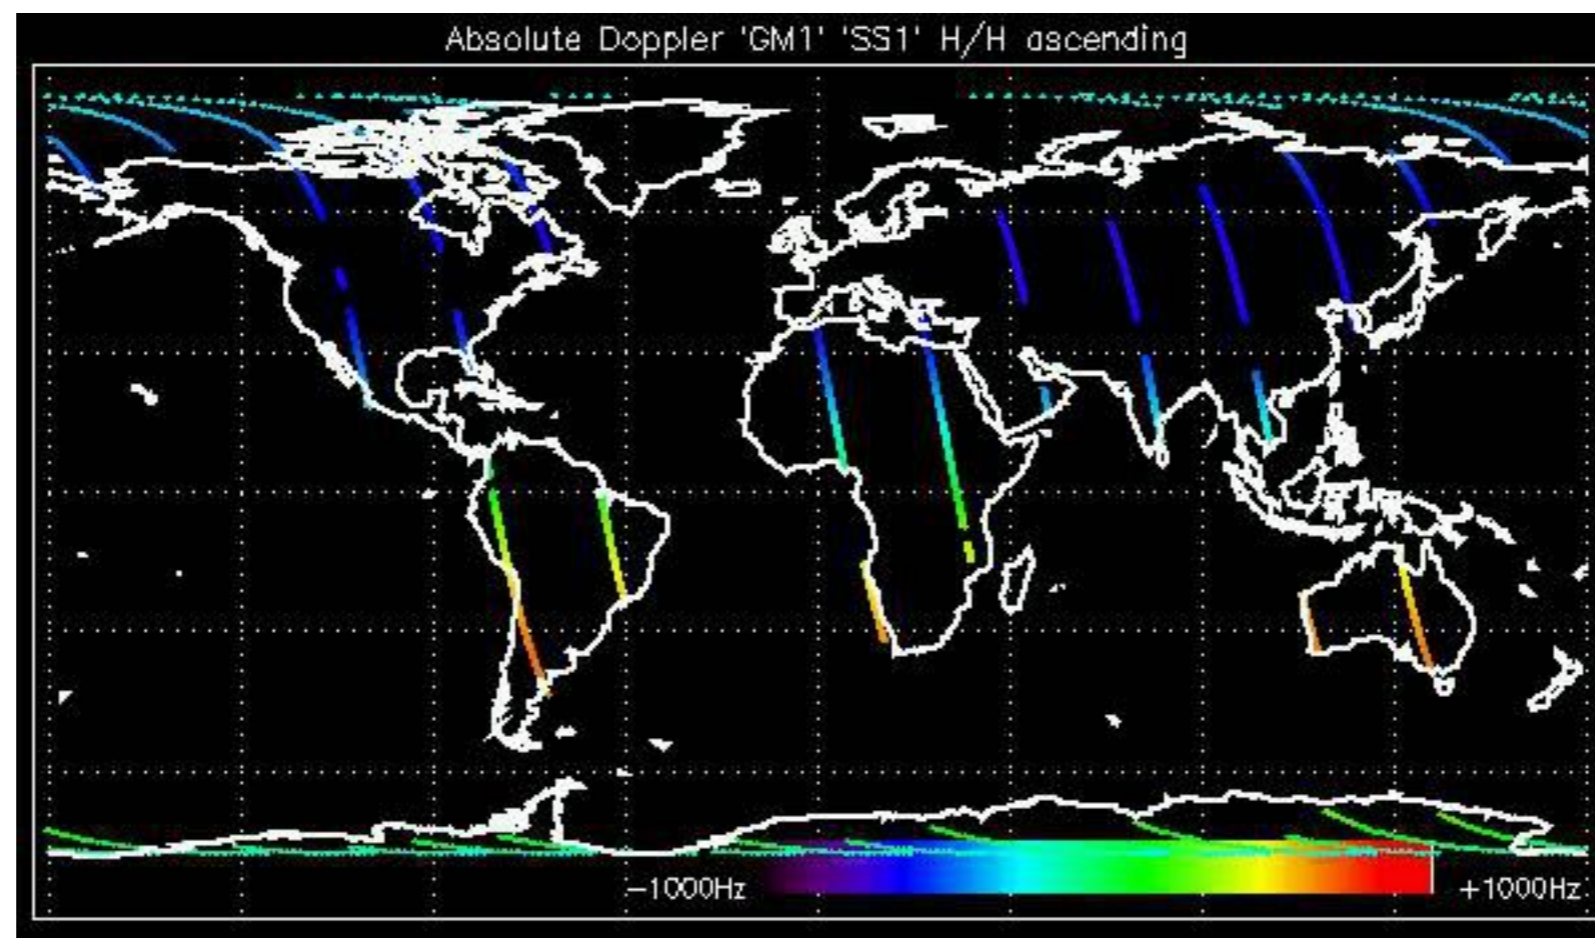 Absolute Doppler 'GM1' 'SS1' H/H ascending
−1000Hz
+1000Hz